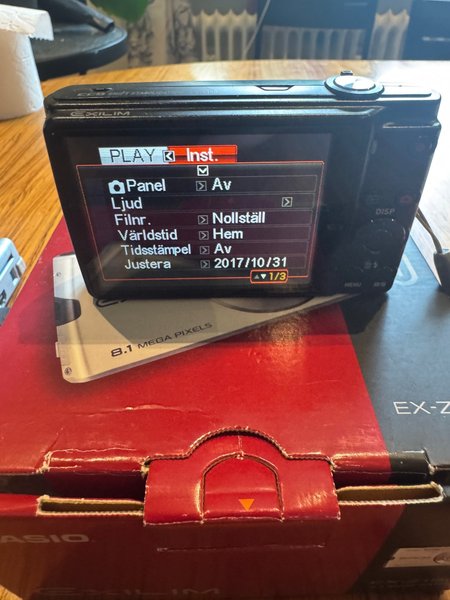 EXILIM
PLAY Inst.
Panel Av
Ljud
Filnr. Nollställ
Världstid Hem
Tidsstämpel Av
Justera 2017/10/31
1/3
DISP
MENU
8.1 MEGA PIXELS
EX-Z
ASIO
EXILIM